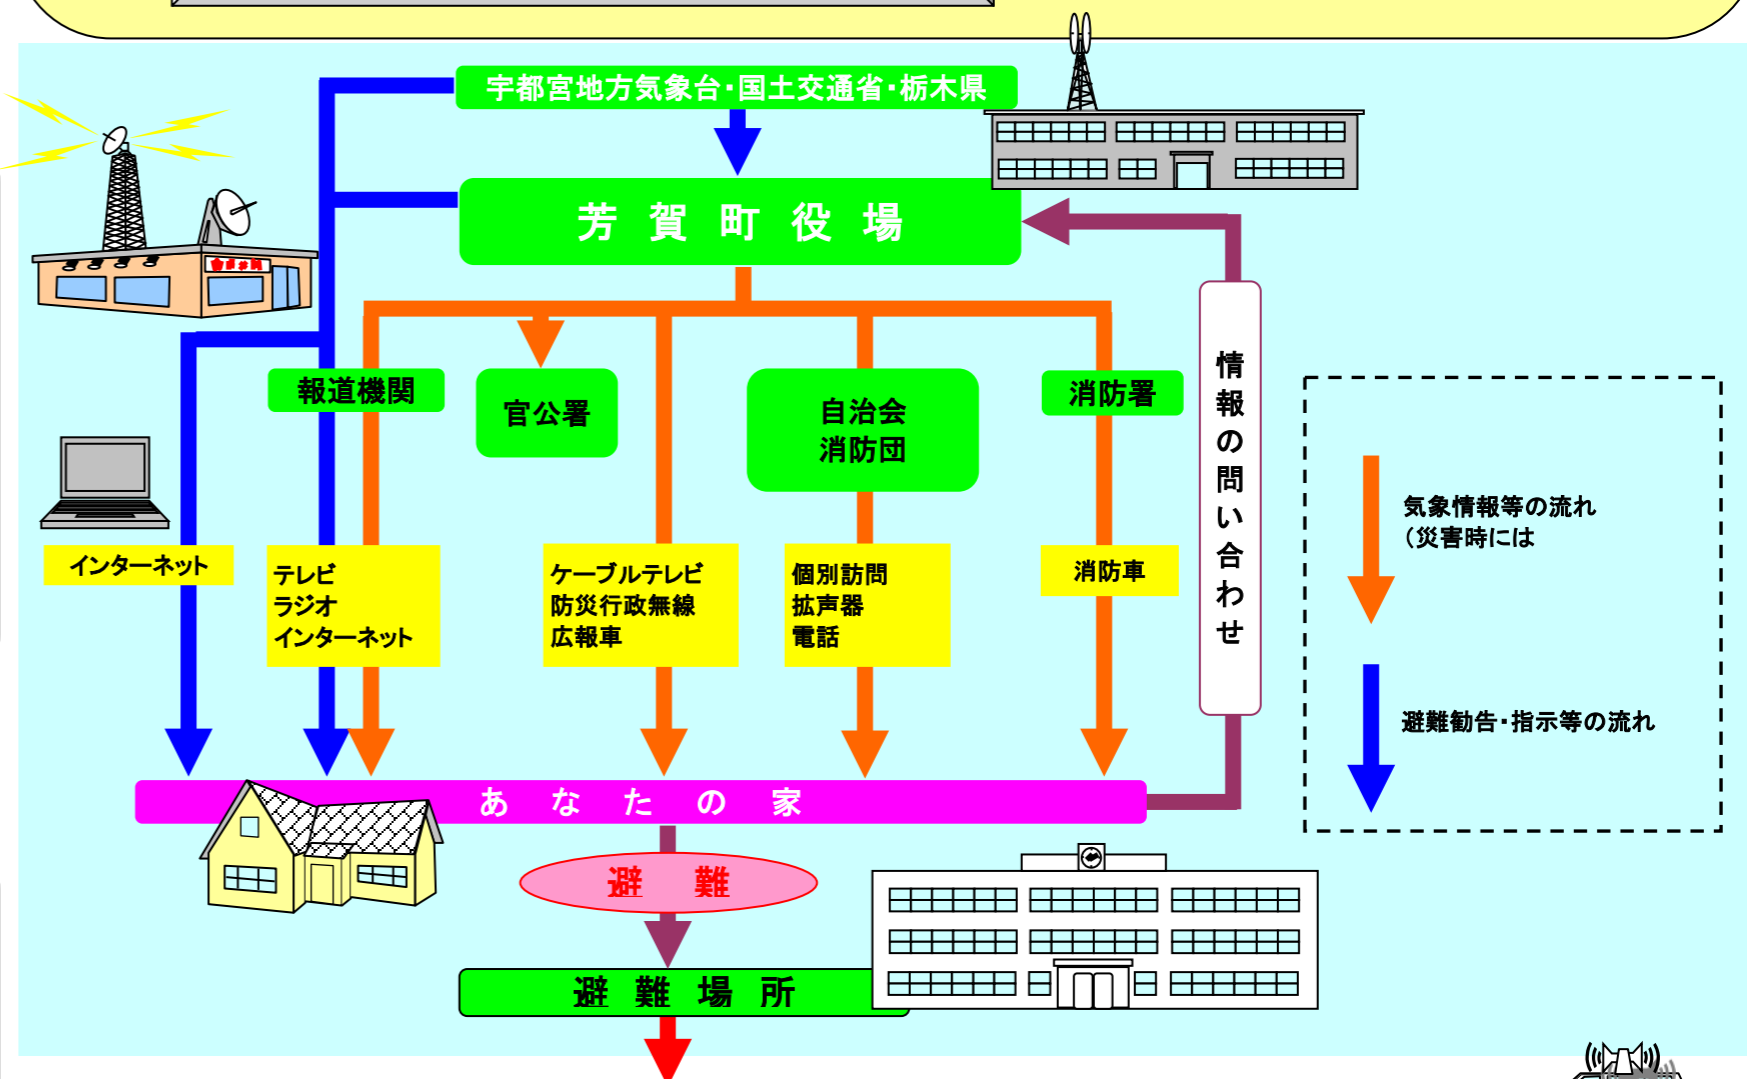 宇都宮地方気象台・国土交通省・栃木県
芳賀町役場
報道機関
官公署
自治会
消防団
消防署
情報の問い合わせ
インターネット
テレビ
ラジオ
インターネット
ケーブルテレビ
防災行政無線
広報車
個別訪問
拡声器
電話
消防車
気象情報等の流れ
（災害時には
避難勧告・指示等の流れ
あなたの家
避難
避難場所